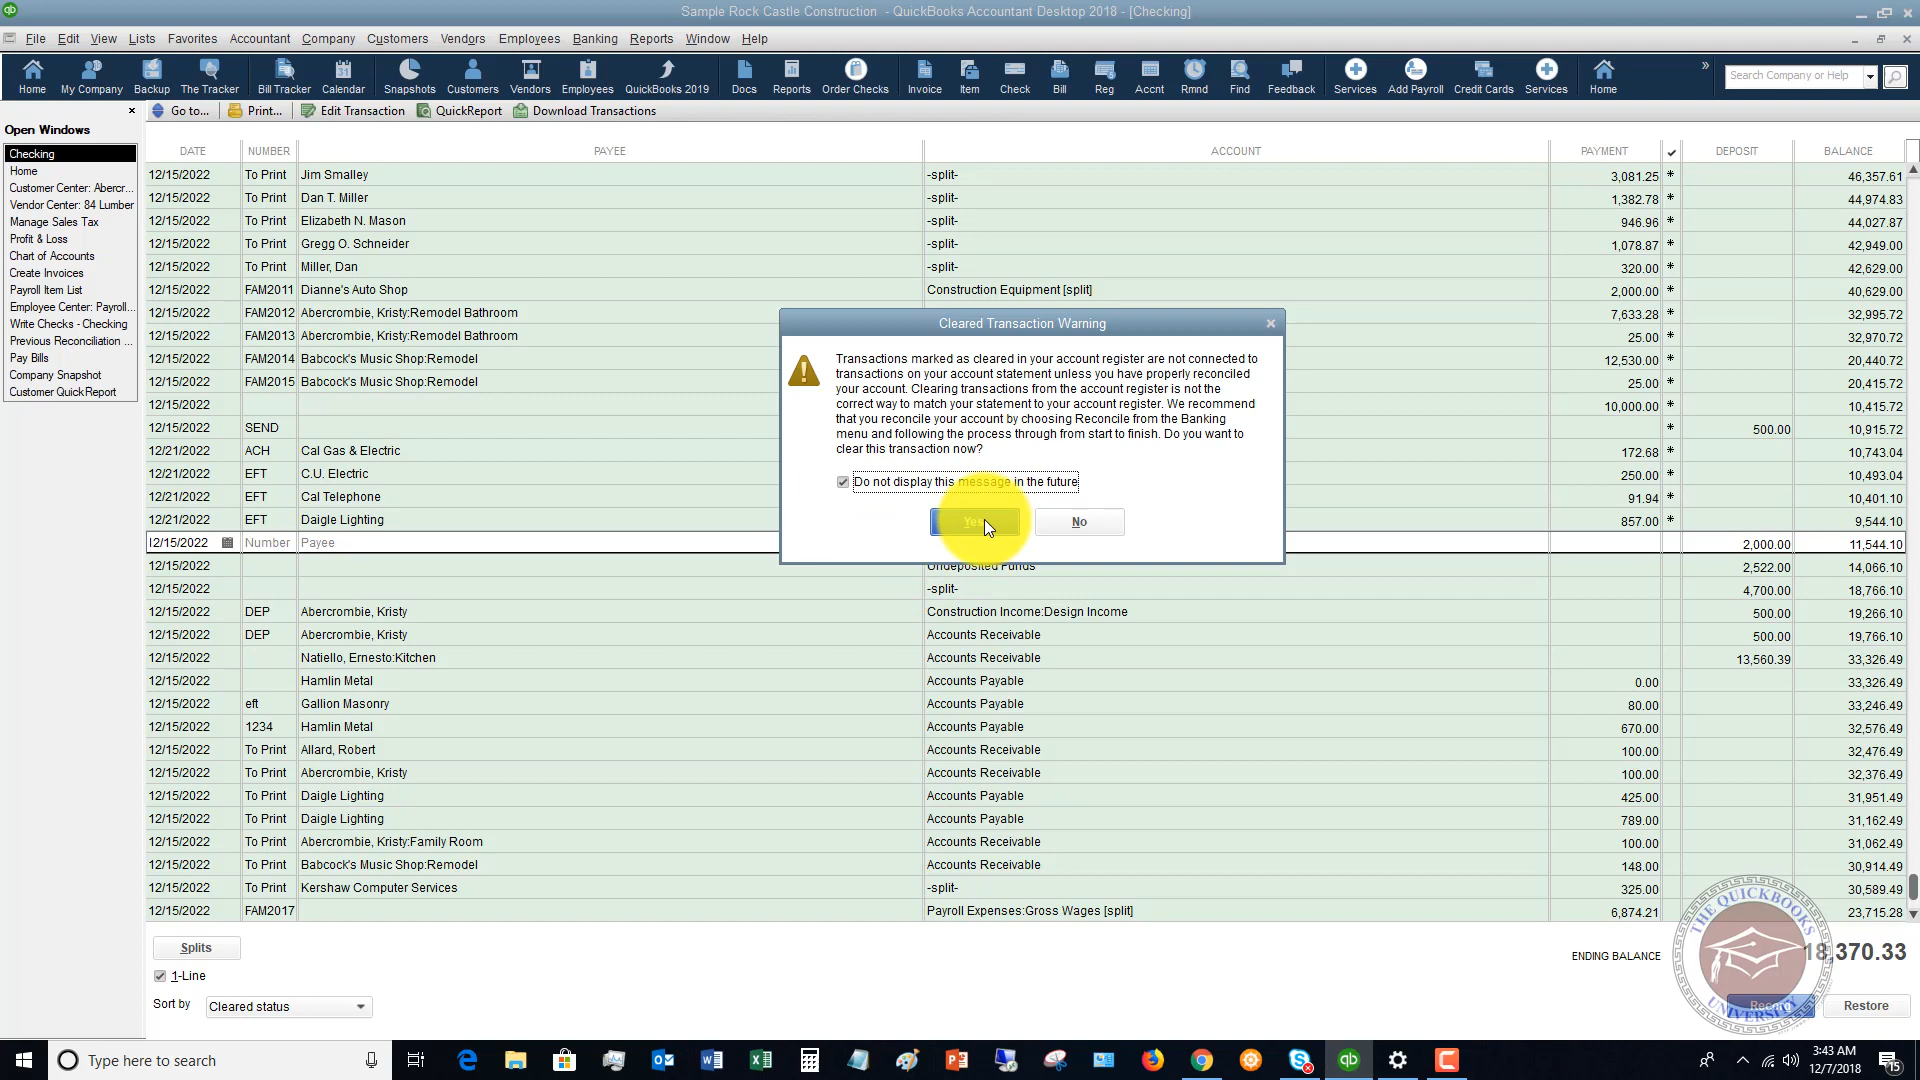 Sample Rock Castle Construction - QuickBooks Accountant Desktop 2018 - [Checking]
File Edit View Lists Favorites Accountant Company Customers Vendors Employees Banking Reports Window Help
Home My Company Backup The Tracker Bill Tracker Calendar Snapshots Customers Vendors Employees QuickBooks 2019 Docs Reports Order Checks Invoice Item Check Bill Reg Accnt Rmnd Find Feedback Services Add Payroll Credit Cards Services Home » Search Company or Help
Go to... Print... Edit Transaction QuickReport Download Transactions
Open Windows
Checking
Home
Customer Center: Abercr...
Vendor Center: 84 Lumber
Manage Sales Tax
Profit & Loss
Chart of Accounts
Create Invoices
Payroll Item List
Employee Center: Payroll...
Write Checks - Checking
Previous Reconciliation ...
Pay Bills
Company Snapshot
Customer QuickReport
DATE NUMBER PAYEE ACCOUNT PAYMENT ✓ DEPOSIT BALANCE
12/15/2022 To Print Jim Smalley -split- 3,081.25 * 46,357.61
12/15/2022 To Print Dan T. Miller -split- 1,382.78 * 44,974.83
12/15/2022 To Print Elizabeth N. Mason -split- 946.96 * 44,027.87
12/15/2022 To Print Gregg O. Schneider -split- 1,078.87 * 42,949.00
12/15/2022 To Print Miller, Dan -split- 320.00 * 42,629.00
12/15/2022 FAM2011 Dianne's Auto Shop Construction Equipment [split] 2,000.00 * 40,629.00
12/15/2022 FAM2012 Abercrombie, Kristy:Remodel Bathroom 7,633.28 * 32,995.72
12/15/2022 FAM2013 Abercrombie, Kristy:Remodel Bathroom 25.00 * 32,970.72
12/15/2022 FAM2014 Babcock's Music Shop:Remodel 12,530.00 * 20,440.72
12/15/2022 FAM2015 Babcock's Music Shop:Remodel 25.00 * 20,415.72
12/15/2022 10,000.00 * 10,415.72
12/15/2022 SEND * 500.00 10,915.72
12/21/2022 ACH Cal Gas & Electric 172.68 * 10,743.04
12/21/2022 EFT C.U. Electric 250.00 * 10,493.04
12/21/2022 EFT Cal Telephone 91.94 * 10,401.10
12/21/2022 EFT Daigle Lighting 857.00 * 9,544.10
12/15/2022 Number Payee 2,000.00 11,544.10
12/15/2022 Undeposited Funds 2,522.00 14,066.10
12/15/2022 -split- 4,700.00 18,766.10
12/15/2022 DEP Abercrombie, Kristy Construction Income:Design Income 500.00 19,266.10
12/15/2022 DEP Abercrombie, Kristy Accounts Receivable 500.00 19,766.10
12/15/2022 Natiello, Ernesto:Kitchen Accounts Receivable 13,560.39 33,326.49
12/15/2022 Hamlin Metal Accounts Payable 0.00 33,326.49
12/15/2022 eft Gallion Masonry Accounts Payable 80.00 33,246.49
12/15/2022 1234 Hamlin Metal Accounts Payable 670.00 32,576.49
12/15/2022 To Print Allard, Robert Accounts Receivable 100.00 32,476.49
12/15/2022 To Print Abercrombie, Kristy Accounts Receivable 100.00 32,376.49
12/15/2022 To Print Daigle Lighting Accounts Payable 425.00 31,951.49
12/15/2022 To Print Daigle Lighting Accounts Payable 789.00 31,162.49
12/15/2022 To Print Abercrombie, Kristy:Family Room Accounts Receivable 100.00 31,062.49
12/15/2022 To Print Babcock's Music Shop:Remodel Accounts Receivable 148.00 30,914.49
12/15/2022 To Print Kershaw Computer Services -split- 325.00 30,589.49
12/15/2022 FAM2017 Payroll Expenses:Gross Wages [split] 6,874.21 23,715.28
Cleared Transaction Warning
Transactions marked as cleared in your account register are not connected to
transactions on your account statement unless you have properly reconciled
your account. Clearing transactions from the account register is not the
correct way to match your statement to your account register. We recommend
that you reconcile your account by choosing Reconcile from the Banking
menu and following the process through from start to finish. Do you want to
clear this transaction now?
Do not display this message in the future
Yes No
Splits
1-Line
Sort by Cleared status
ENDING BALANCE 18,370.33
Record Restore
THE QUICKBOOKS UNIVERSITY
Type here to search
3:43 AM
12/7/2018
15